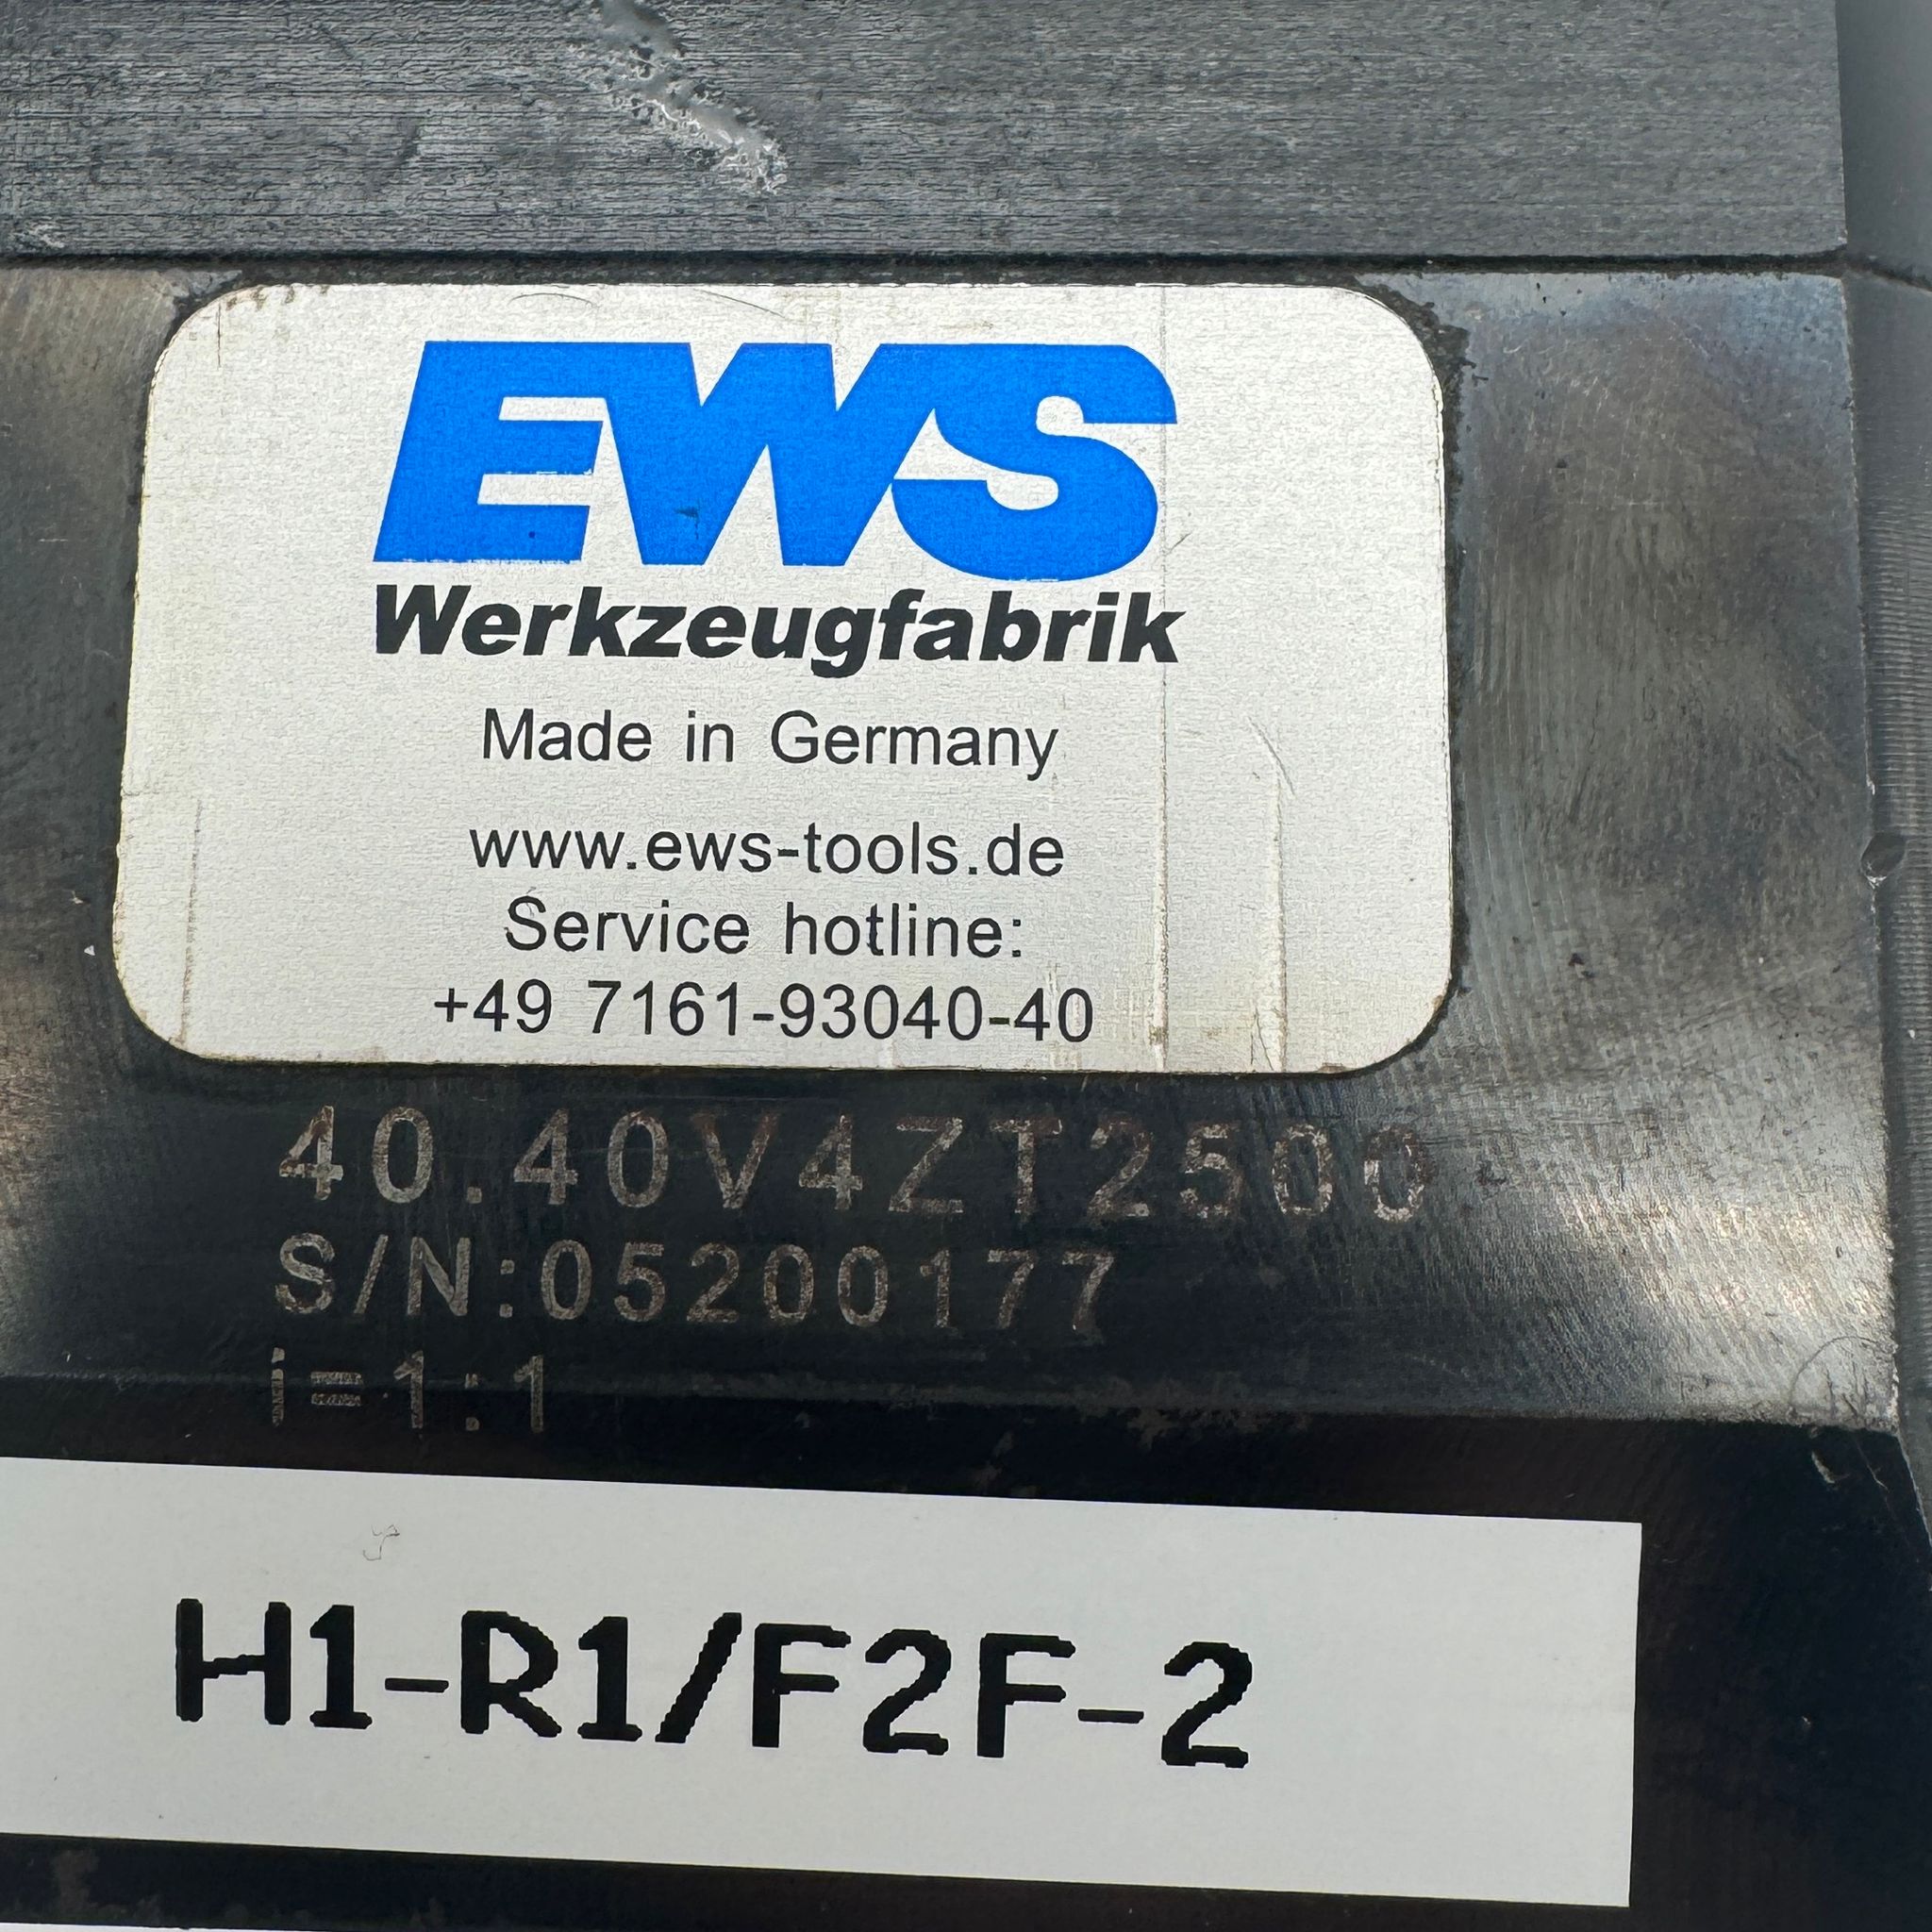 EWS
Werkzeugfabrik
Made in Germany
www.ews-tools.de
Service hotline:
+49 7161-93040-40
40.40V4ZT2500
S/N:05200177
i=1:1
H1-R1/F2F-2